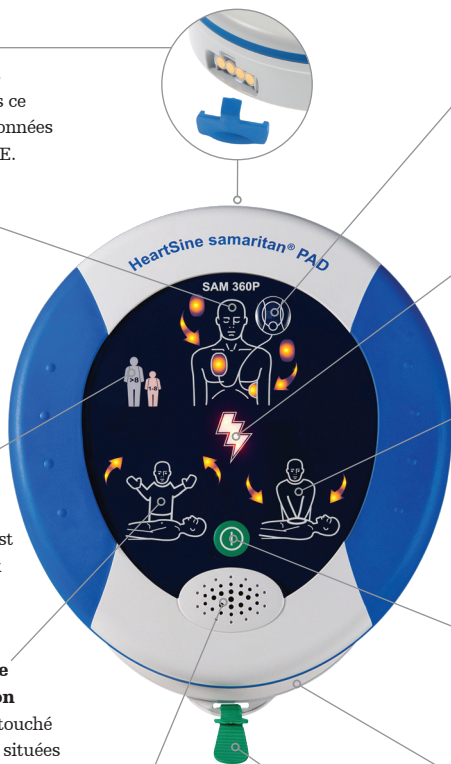 s ce
onnées
E.
HeartSine samaritan® PAD
SAM 360P
>8
1-8
st
e
on
touché
situées